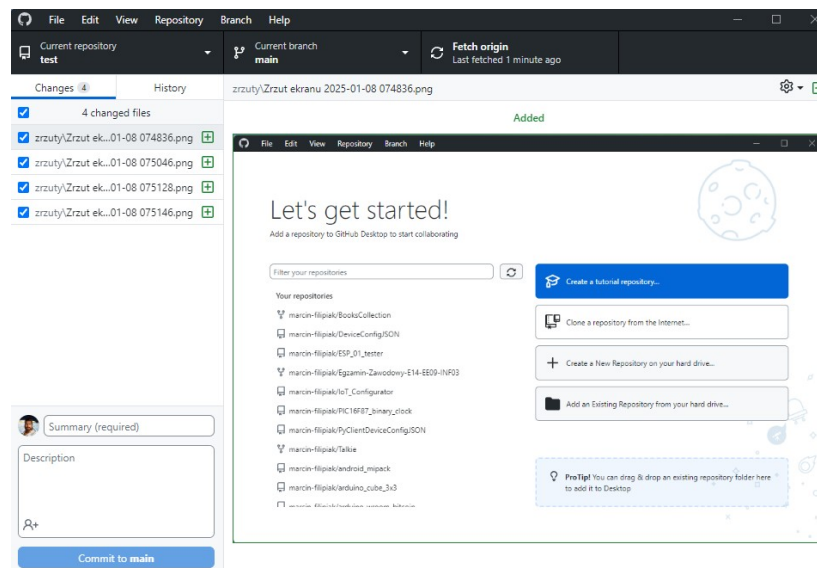 File Edit View Repository Branch Help
Current repository
test
Current branch
main
Fetch origin
Last fetched 1 minute ago
Changes 4 History
zrzuty\Zrzut ekranu 2025-01-08 074836.png
4 changed files
Added
zrzuty\Zrzut ek...01-08 074836.png
zrzuty\Zrzut ek...01-08 075046.png
zrzuty\Zrzut ek...01-08 075128.png
zrzuty\Zrzut ek...01-08 075146.png
File Edit View Repository Branch Help
Let's get started!
Add a repository to GitHub Desktop to start collaborating
Filter your repositories
Your repositories
marcin-filipiak/BooksCollection
marcin-filipiak/DeviceConfigJSON
marcin-filipiak/ESP_01_tester
marcin-filipiak/Egzamin-Zawodowy-E14-EE09-INF03
marcin-filipiak/IoT_Configurator
marcin-filipiak/PIC16F87_binary_clock
marcin-filipiak/PyClientDeviceConfigJSON
marcin-filipiak/Talkie
marcin-filipiak/android_mipack
marcin-filipiak/arduino_cube_3x3
Create a tutorial repository...
Clone a repository from the Internet...
Create a New Repository on your hard drive...
Add an Existing Repository from your hard drive...
ProTip! You can drag & drop an existing repository folder here
to add it to Desktop
Summary (required)
Description
Commit to main